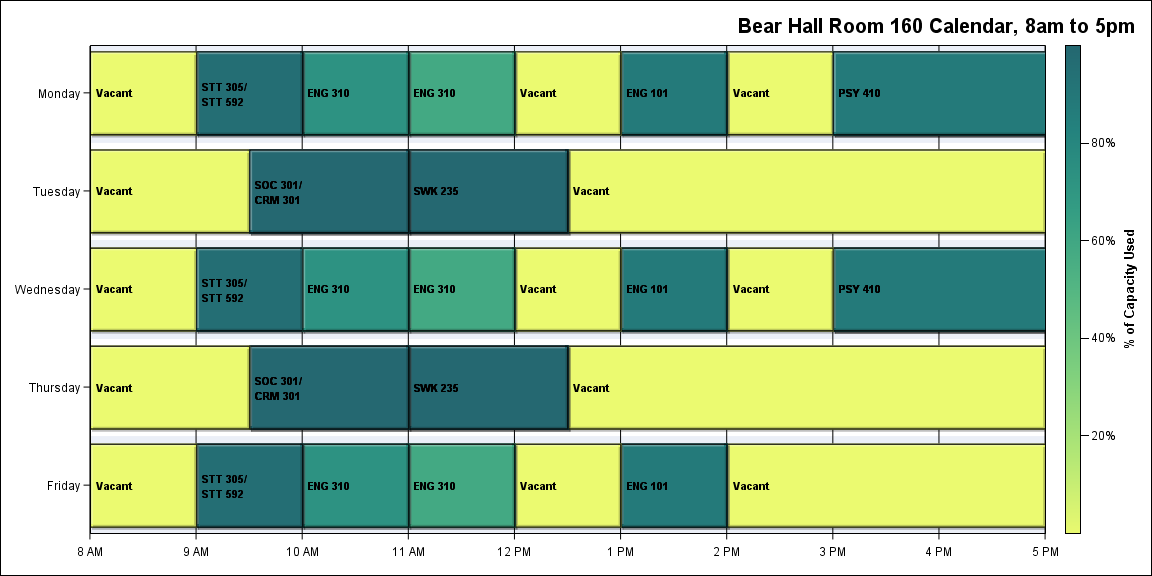 Bear Hall Room 160 Calendar, 8am to 5pm
Monday
Vacant
STT 305/
STT 592
ENG 310
ENG 310
Vacant
ENG 101
Vacant
PSY 410
Tuesday
Vacant
SOC 301/
CRM 301
SWK 235
Vacant
Wednesday
Vacant
STT 305/
STT 592
ENG 310
ENG 310
Vacant
ENG 101
Vacant
PSY 410
Thursday
Vacant
SOC 301/
CRM 301
SWK 235
Vacant
Friday
Vacant
STT 305/
STT 592
ENG 310
ENG 310
Vacant
ENG 101
Vacant
8 AM
9 AM
10 AM
11 AM
12 PM
1 PM
2 PM
3 PM
4 PM
5 PM
80%
60%
40%
20%
% of Capacity Used